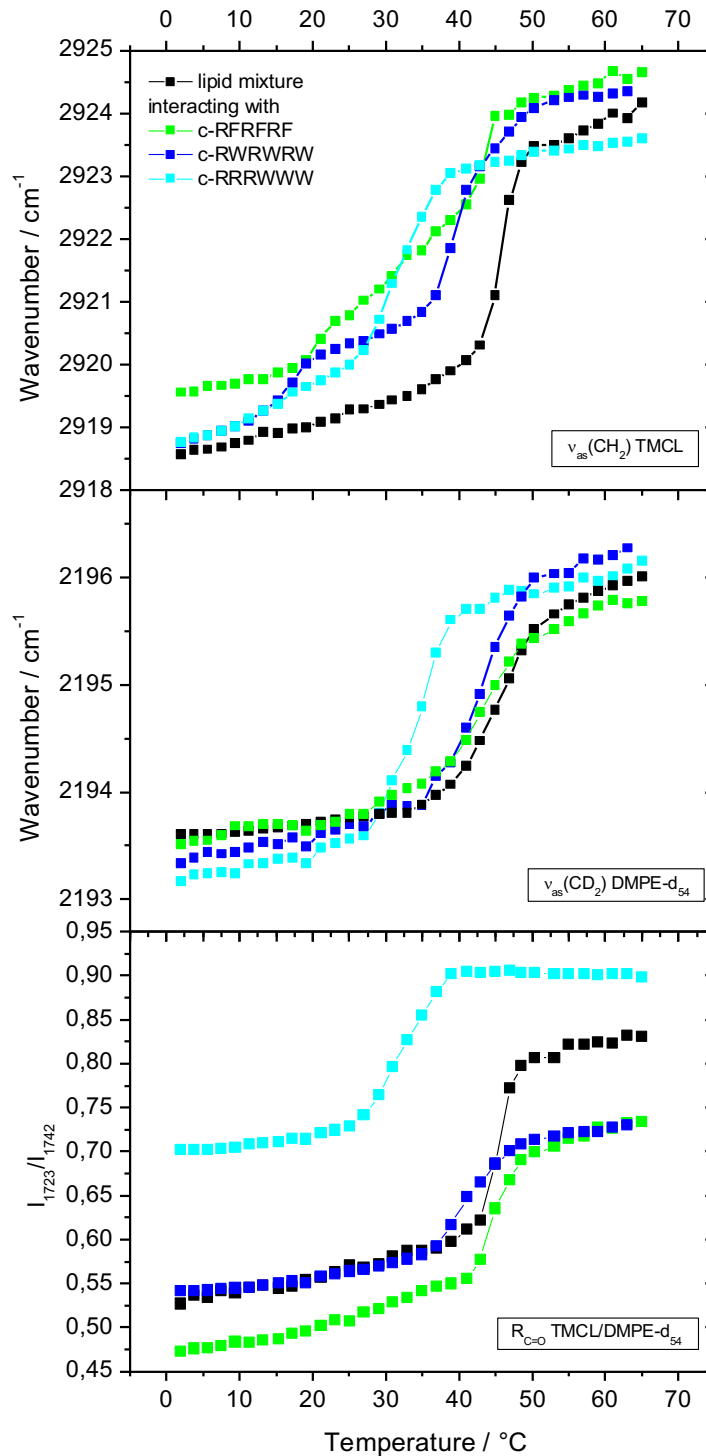 0 10 20 30 40 50 60 70
2925
2924
2923
2922
2921
2920
2919
2918
Wavenumber / cm⁻¹
lipid mixture
interacting with
c-RFRFRF
c-RWRWRW
c-RRRWWW
νas(CH₂) TMCL
2196
2195
2194
2193
Wavenumber / cm⁻¹
νas(CD₂) DMPE-d₅₄
0,95
0,90
0,85
0,80
0,75
0,70
0,65
0,60
0,55
0,50
0,45
I₁₇₂₃/I₁₇₄₂
R_C=O TMCL/DMPE-d₅₄
0 10 20 30 40 50 60 70
Temperature / °C